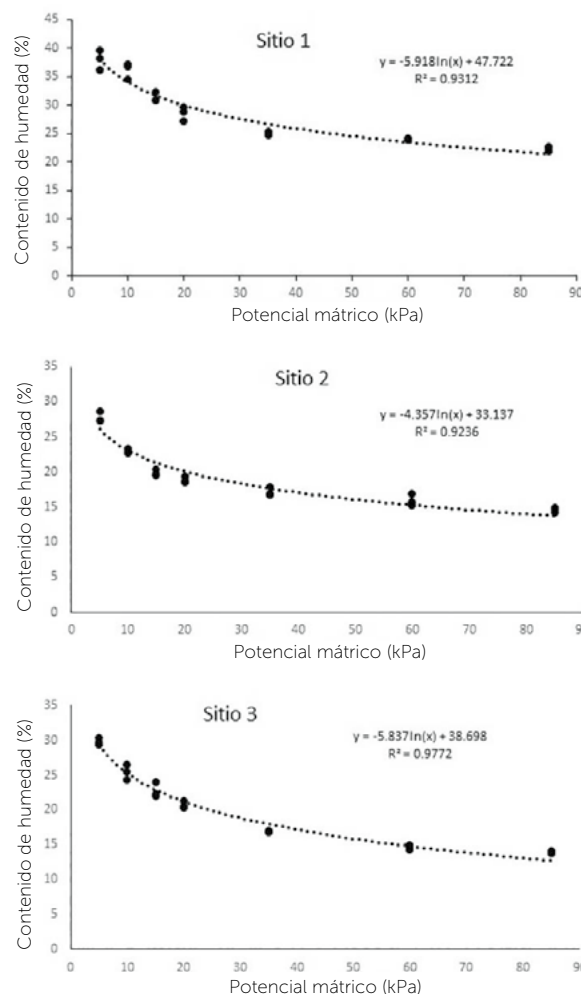 Sitio 1
y = -5.918ln(x) + 47.722
R² = 0.9312
Contenido de humedad (%)
45
40
35
30
25
20
15
10
5
0
0 10 20 30 40 50 60 70 80 90
Potencial mátrico (kPa)
Sitio 2
y = -4.357ln(x) + 33.137
R² = 0.9236
Contenido de humedad (%)
35
30
25
20
15
10
5
0
0 10 20 30 40 50 60 70 80 90
Potencial mátrico (kPa)
Sitio 3
y = -5.837ln(x) + 38.698
R² = 0.9772
Contenido de humedad (%)
35
30
25
20
15
10
5
0
0 10 20 30 40 50 60 70 80 90
Potencial mátrico (kPa)